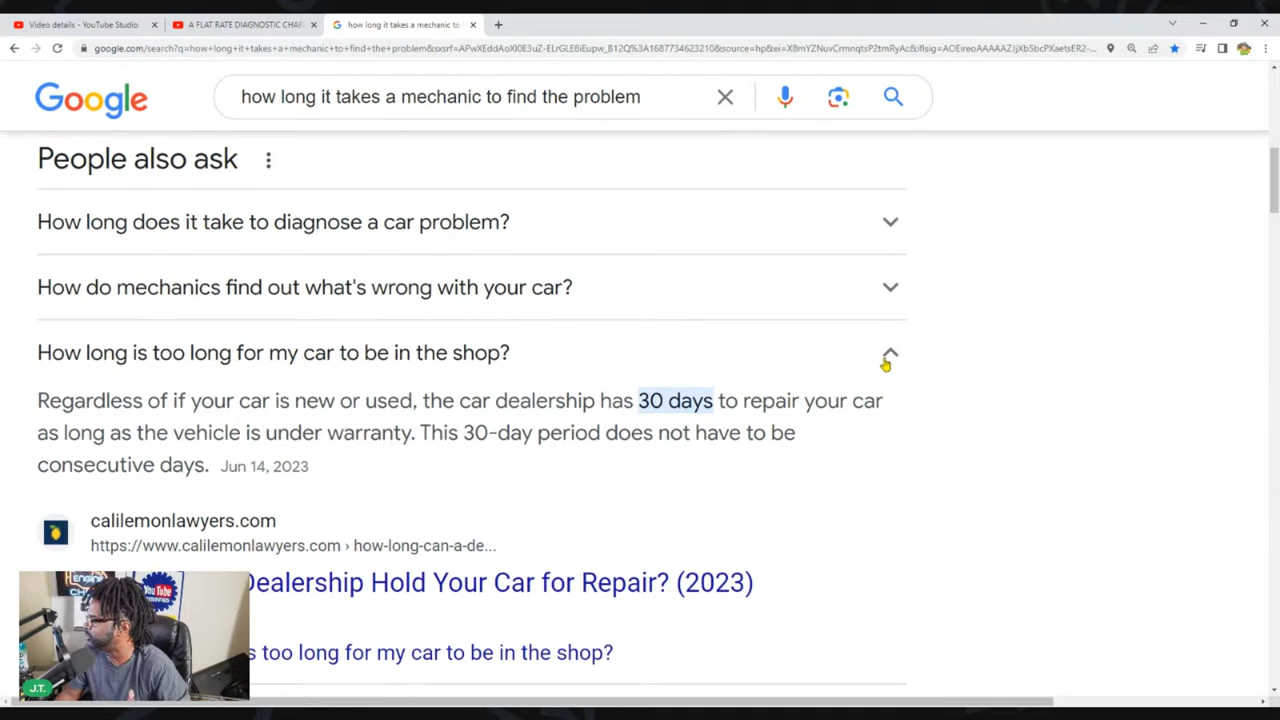 Video details - YouTube Studio
A FLAT RATE DIAGNOSTIC CHAR
how long it takes a mechanic to
Google
how long it takes a mechanic to find the problem
People also ask
How long does it take to diagnose a car problem?
How do mechanics find out what's wrong with your car?
How long is too long for my car to be in the shop?
Regardless of if your car is new or used, the car dealership has 30 days to repair your car
as long as the vehicle is under warranty. This 30-day period does not have to be
consecutive days. Jun 14, 2023
calilemonlawyers.com
https://www.calilemonlawyers.com › how-long-can-a-de...
Dealership Hold Your Car for Repair? (2023)
s too long for my car to be in the shop?
ENGINE
You Tube
J.T.